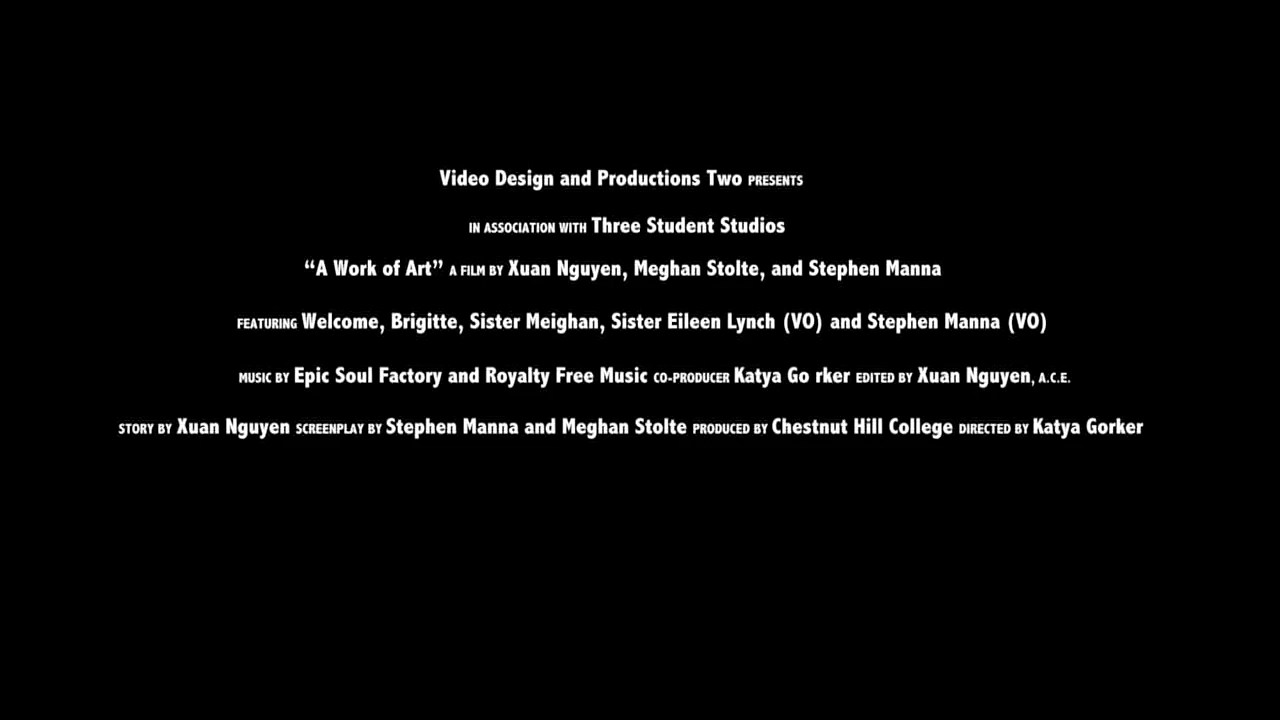 Video Design and Productions Two PRESENTS
IN ASSOCIATION WITH Three Student Studios
“A Work of Art” A FILM BY Xuan Nguyen, Meghan Stolte, and Stephen Manna
FEATURING Welcome, Brigitte, Sister Meighan, Sister Eileen Lynch (VO) and Stephen Manna (VO)
MUSIC BY Epic Soul Factory and Royalty Free Music CO-PRODUCER Katya Go rker EDITED BY Xuan Nguyen, A.C.E.
STORY BY Xuan Nguyen SCREENPLAY BY Stephen Manna and Meghan Stolte PRODUCED BY Chestnut Hill College DIRECTED BY Katya Gorker